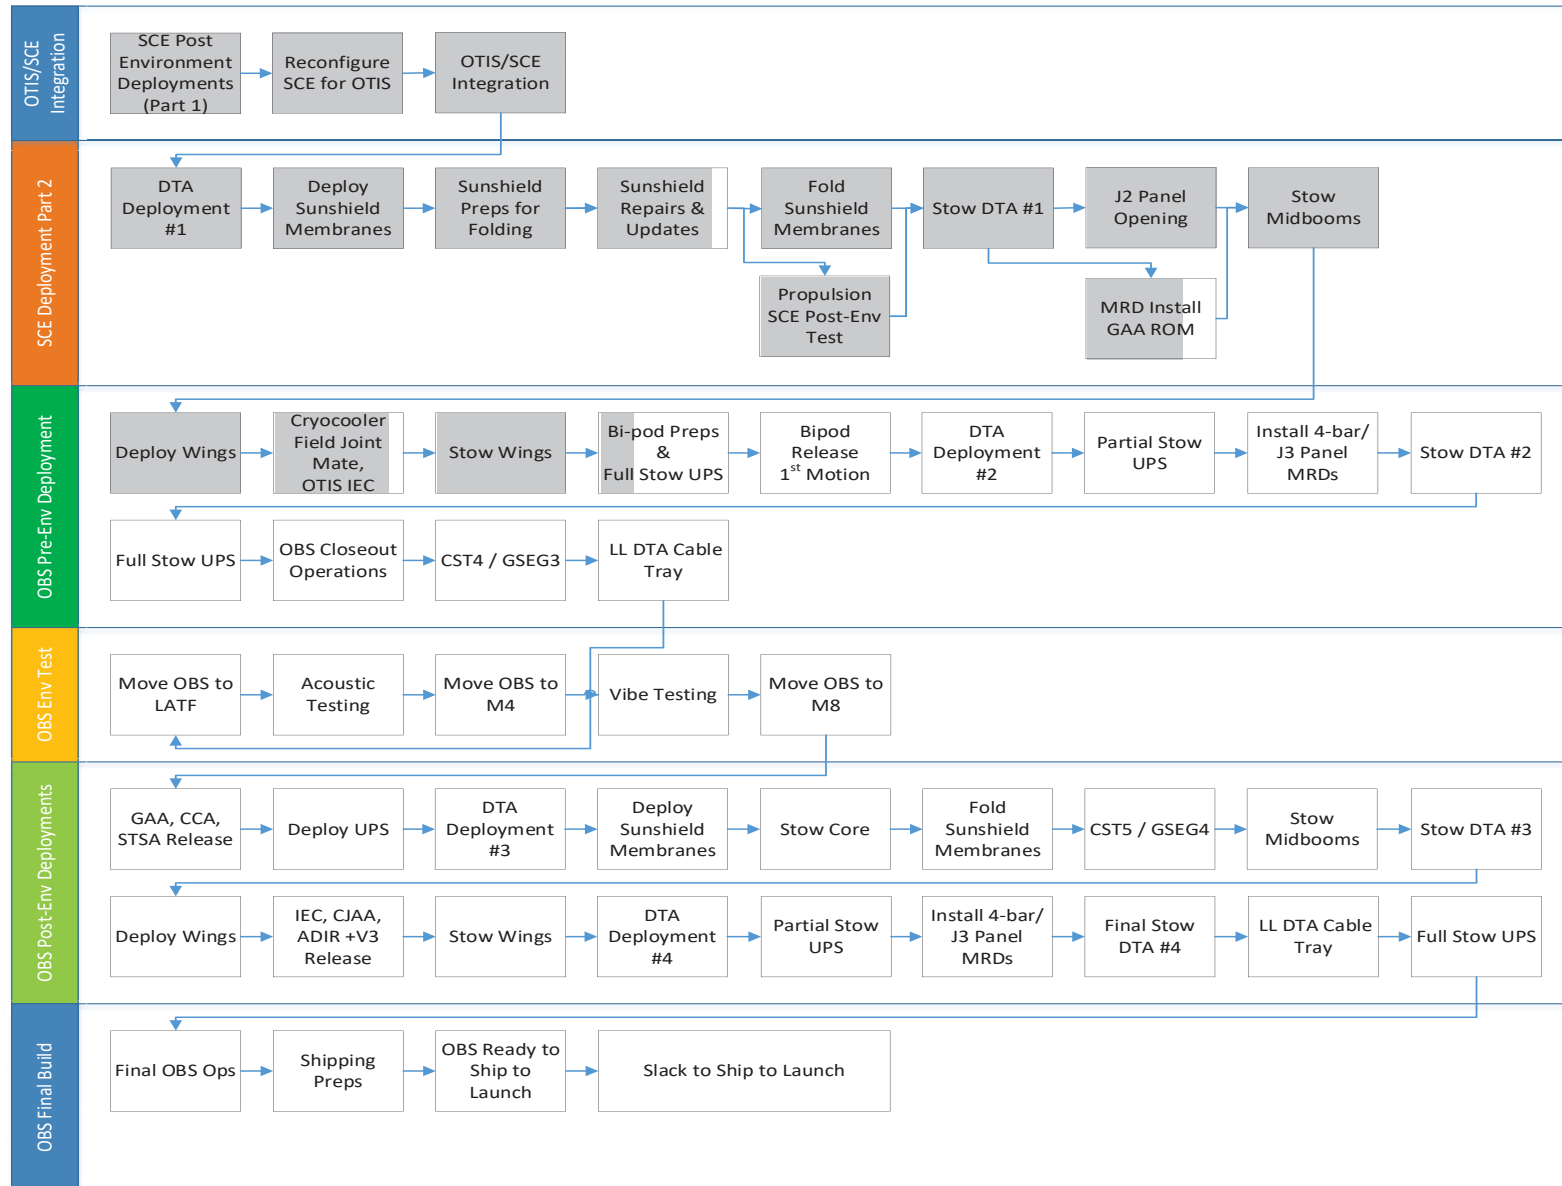 OTIS/SCE
Integration
SCE Post
Environment
Deployments
(Part 1)
Reconfigure
SCE for OTIS
OTIS/SCE
Integration
SCE Deployment Part 2
DTA
Deployment
#1
Deploy
Sunshield
Membranes
Sunshield
Preps for
Folding
Sunshield
Repairs &
Updates
Fold
Sunshield
Membranes
Stow DTA #1
J2 Panel
Opening
Stow
Midbooms
Propulsion
SCE Post-Env
Test
MRD Install
GAA ROM
OBS Pre-Env Deployment
Deploy Wings
Cryocooler
Field Joint
Mate,
OTIS IEC
Stow Wings
Bi-pod Preps
&
Full Stow UPS
Bipod
Release
1st Motion
DTA
Deployment
#2
Partial Stow
UPS
Install 4-bar/
J3 Panel
MRDs
Stow DTA #2
Full Stow UPS
OBS Closeout
Operations
CST4 / GSEG3
LL DTA Cable
Tray
OBS Env Test
Move OBS to
LATF
Acoustic
Testing
Move OBS to
M4
Vibe Testing
Move OBS to
M8
OBS Post-Env Deployments
GAA, CCA,
STSA Release
Deploy UPS
DTA
Deployment
#3
Deploy
Sunshield
Membranes
Stow Core
Fold
Sunshield
Membranes
CST5 / GSEG4
Stow
Midbooms
Stow DTA #3
Deploy Wings
IEC, CJAA,
ADIR +V3
Release
Stow Wings
DTA
Deployment
#4
Partial Stow
UPS
Install 4-bar/
J3 Panel
MRDs
Final Stow
DTA #4
LL DTA Cable
Tray
Full Stow UPS
OBS Final Build
Final OBS Ops
Shipping
Preps
OBS Ready to
Ship to
Launch
Slack to Ship to Launch